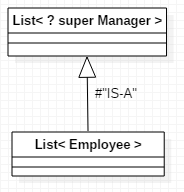 List< ? super Manager >
#"IS-A"
List< Employee >